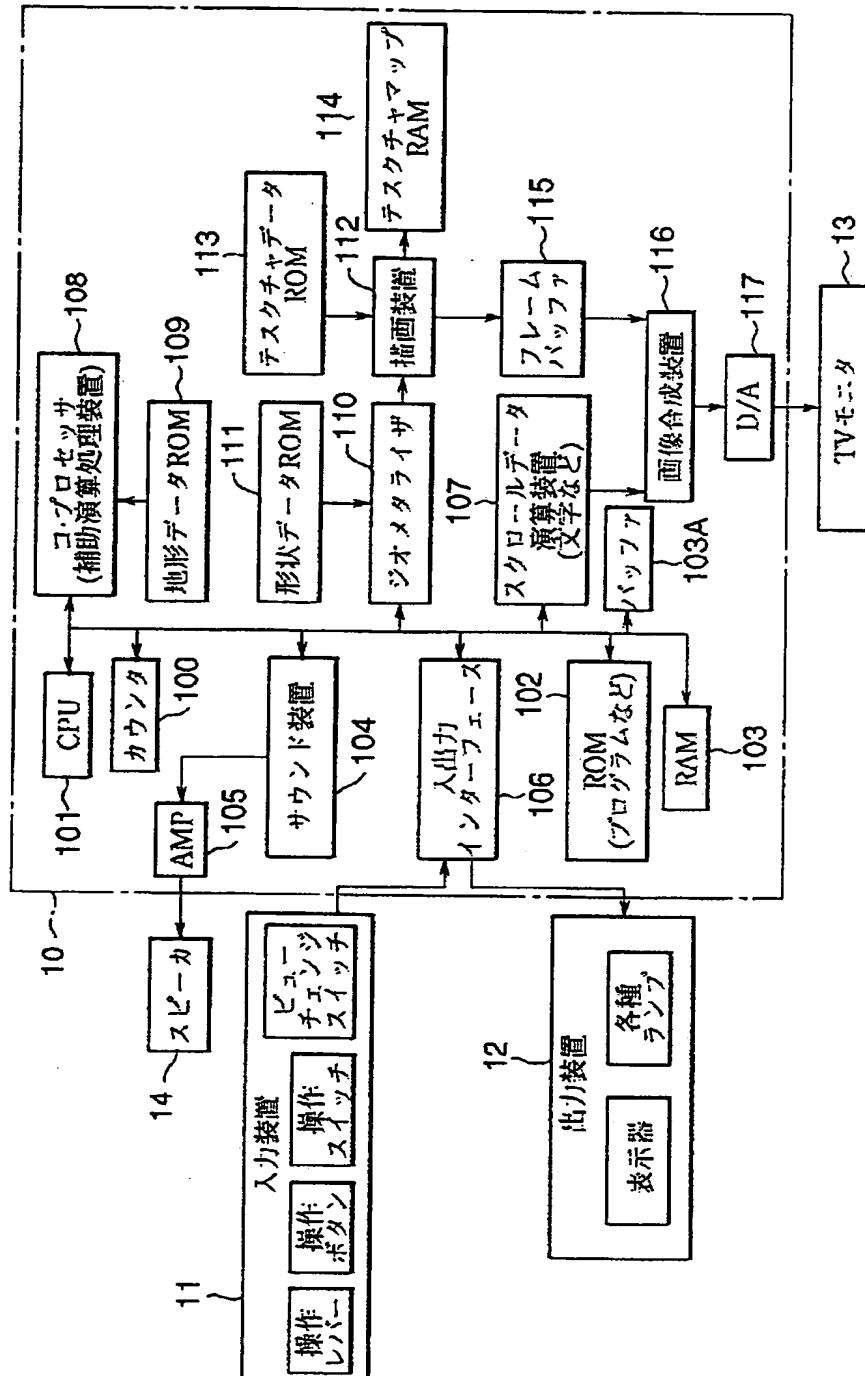 10
CPU
101
カウンタ
100
コ・プロセッサ
(補助演算処理装置)
108
地形データROM
109
テスクチャデータ
ROM
113
テスクチャマップ
RAM
114
形状データROM
111
ジオメタライザ
110
描画装置
112
フレーム
バッファ
115
スピーカ
14
AMP
105
サウンド装置
104
入出力
インターフェース
106
スクロールデータ
演算装置
(文字など)
107
画像合成装置
116
D/A
117
TVモニタ
13
ROM
(プログラムなど)
102
RAM
103
バッファ
103A
入力装置
11
操作
レバー
操作
ボタン
操作
スイッチ
ビュー
チェンジ
スイッチ
出力装置
12
表示器
各種
ランプ